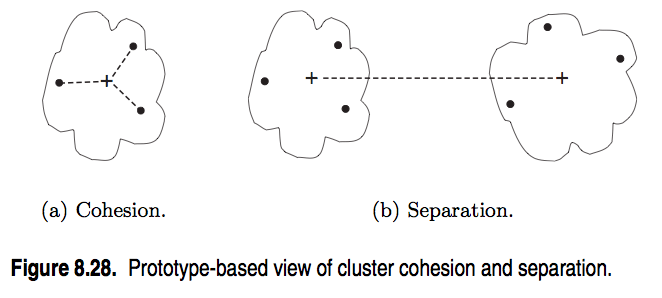 (a) Cohesion.
(b) Separation.
Figure 8.28. Prototype-based view of cluster cohesion and separation.